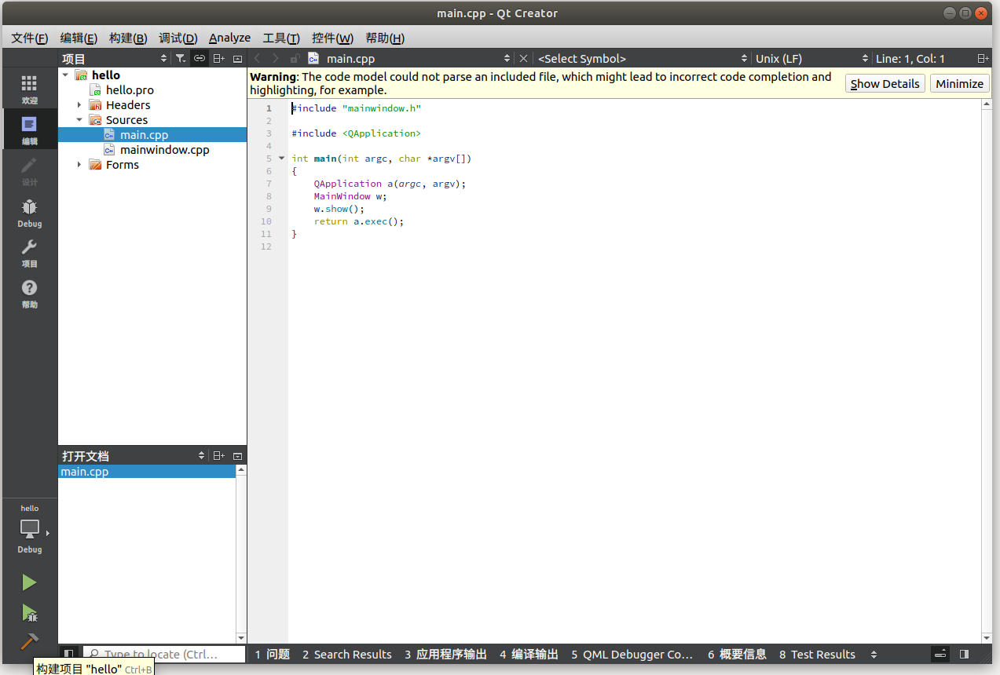 main.cpp - Qt Creator
文件(F) 编辑(E) 构建(B) 调试(D) Analyze 工具(T) 控件(W) 帮助(H)
项目
main.cpp
<Select Symbol>
Unix (LF)
Line: 1, Col: 1
欢迎
编辑
设计
Debug
项目
帮助
hello
Debug
hello
hello.pro
Headers
Sources
main.cpp
mainwindow.cpp
Forms
打开文档
main.cpp
Warning: The code model could not parse an included file, which might lead to incorrect code completion and
highlighting, for example.
Show Details
Minimize
1 #include "mainwindow.h"
2
3 #include <QApplication>
4
5 int main(int argc, char *argv[])
6 {
7     QApplication a(argc, argv);
8     MainWindow w;
9     w.show();
10     return a.exec();
11 }
12
Type to locate (Ctrl...
1 问题 2 Search Results 3 应用程序输出 4 编译输出 5 QML Debugger Co... 6 概要信息 8 Test Results
构建项目 "hello" Ctrl+B